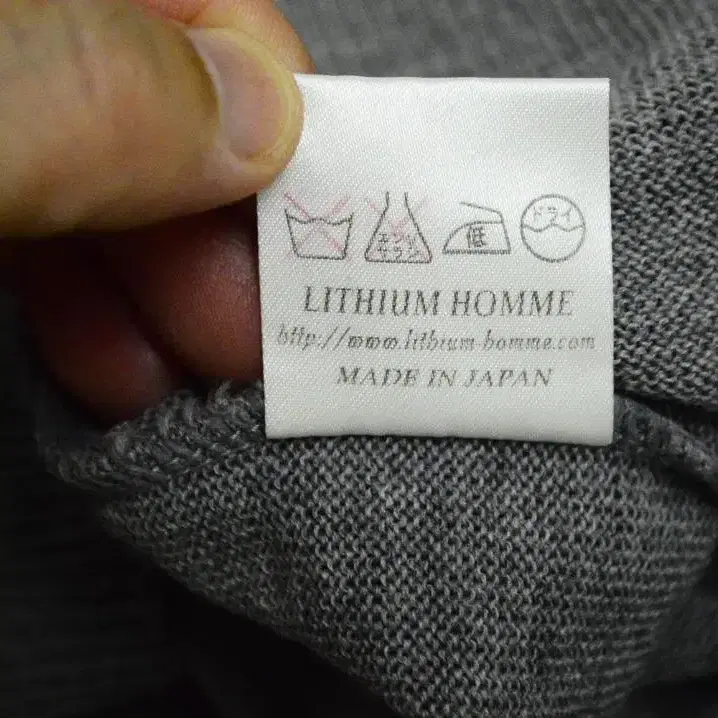 エンソ
サラシ
低
ドライ
LITHIUM HOMME
http://www.lithium-homme.com
MADE IN JAPAN